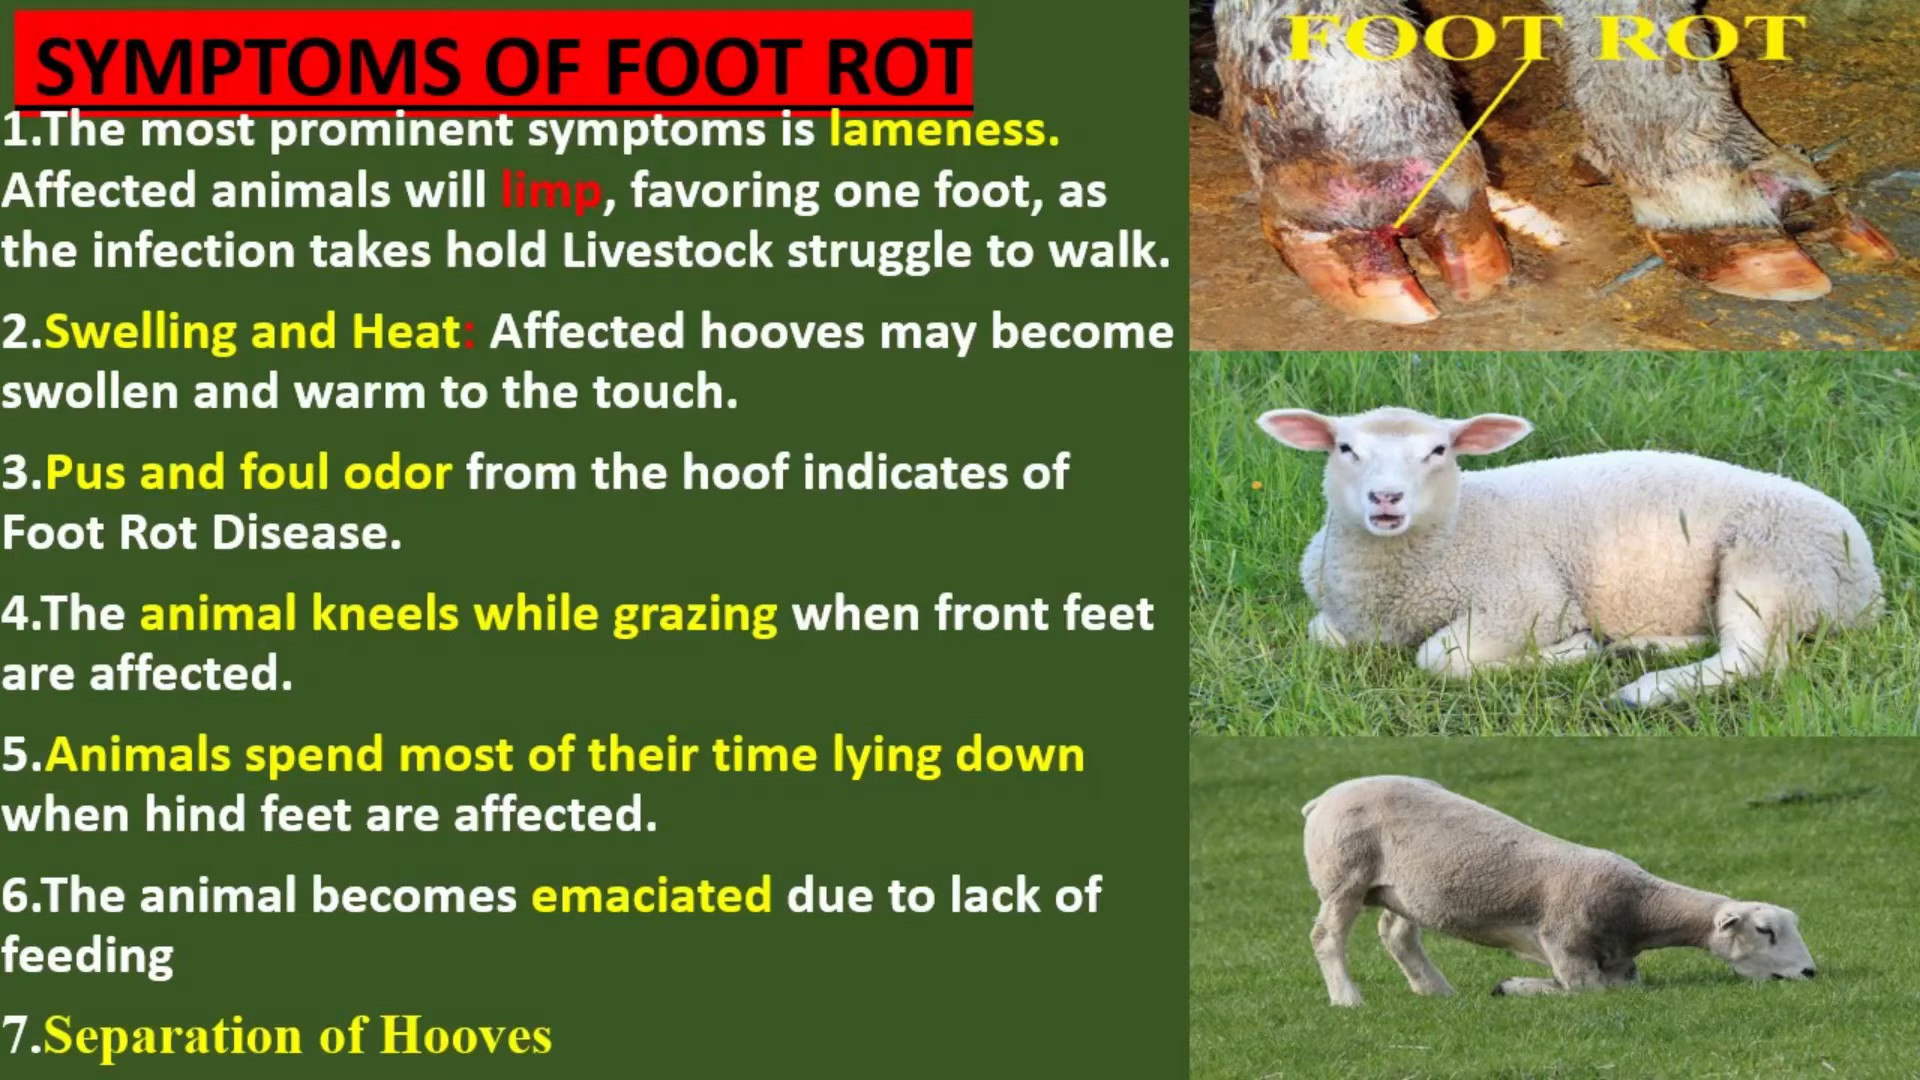 SYMPTOMS OF FOOT ROT
1.The most prominent symptoms is lameness.
Affected animals will limp, favoring one foot, as
the infection takes hold Livestock struggle to walk.
2.Swelling and Heat: Affected hooves may become
swollen and warm to the touch.
3.Pus and foul odor from the hoof indicates of
Foot Rot Disease.
4.The animal kneels while grazing when front feet
are affected.
5.Animals spend most of their time lying down
when hind feet are affected.
6.The animal becomes emaciated due to lack of
feeding
7.Separation of Hooves
FOOT ROT